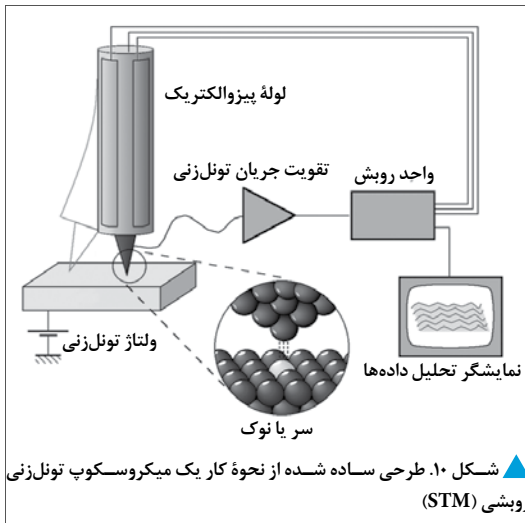 لولهٔ پیزوالکتریک
تقویت جریان تونل‌زنی
واحد روبش
ولتاژ تونل‌زنی
نمایشگر تحلیل داده‌ها
سر یا نوک
شکل ۱۰. طرحی ساده شده از نحوهٔ کار یک میکروسکوپ تونل‌زنی
روبشی (STM)